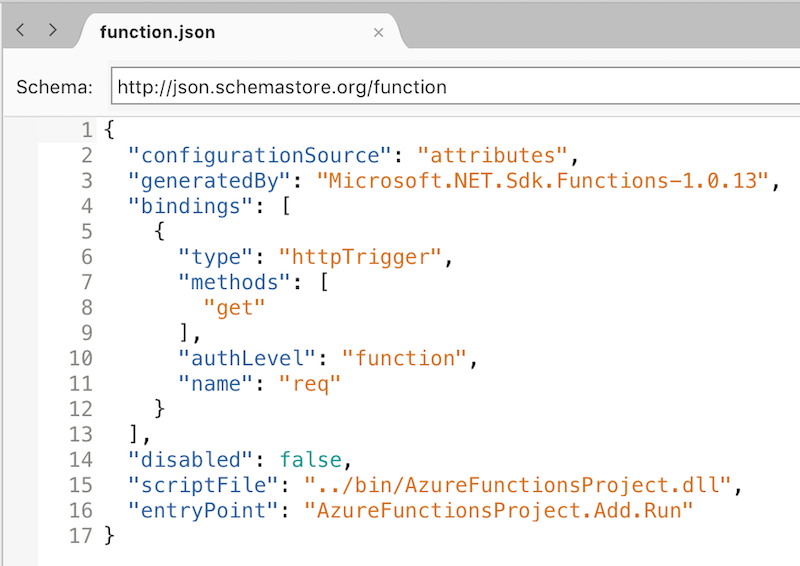 function.json
Schema: http://json.schemastore.org/function
1 {
2 "configurationSource": "attributes",
3 "generatedBy": "Microsoft.NET.Sdk.Functions-1.0.13",
4 "bindings": [
5 {
6 "type": "httpTrigger",
7 "methods": [
8 "get"
9 ],
10 "authLevel": "function",
11 "name": "req"
12 }
13 ],
14 "disabled": false,
15 "scriptFile": "../bin/AzureFunctionsProject.dll",
16 "entryPoint": "AzureFunctionsProject.Add.Run"
17 }